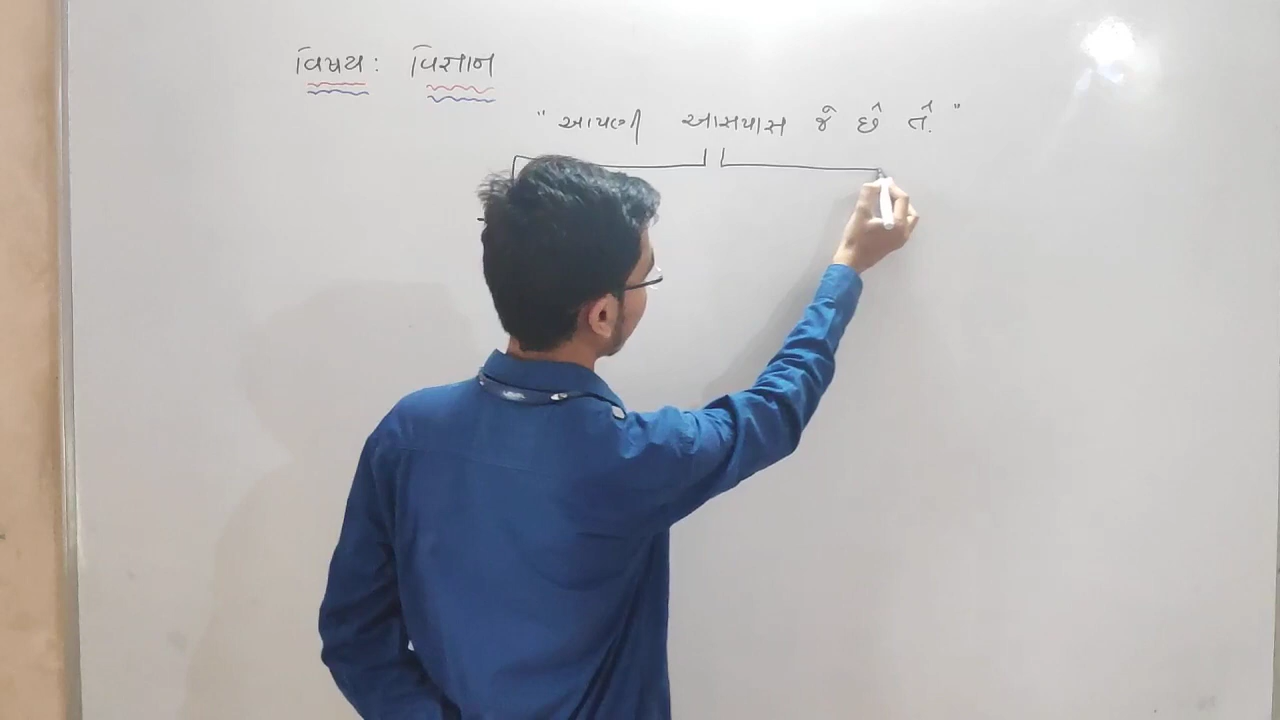 વિષય : વિજ્ઞાન
" આપણી આસપાસ જે છે તે. "